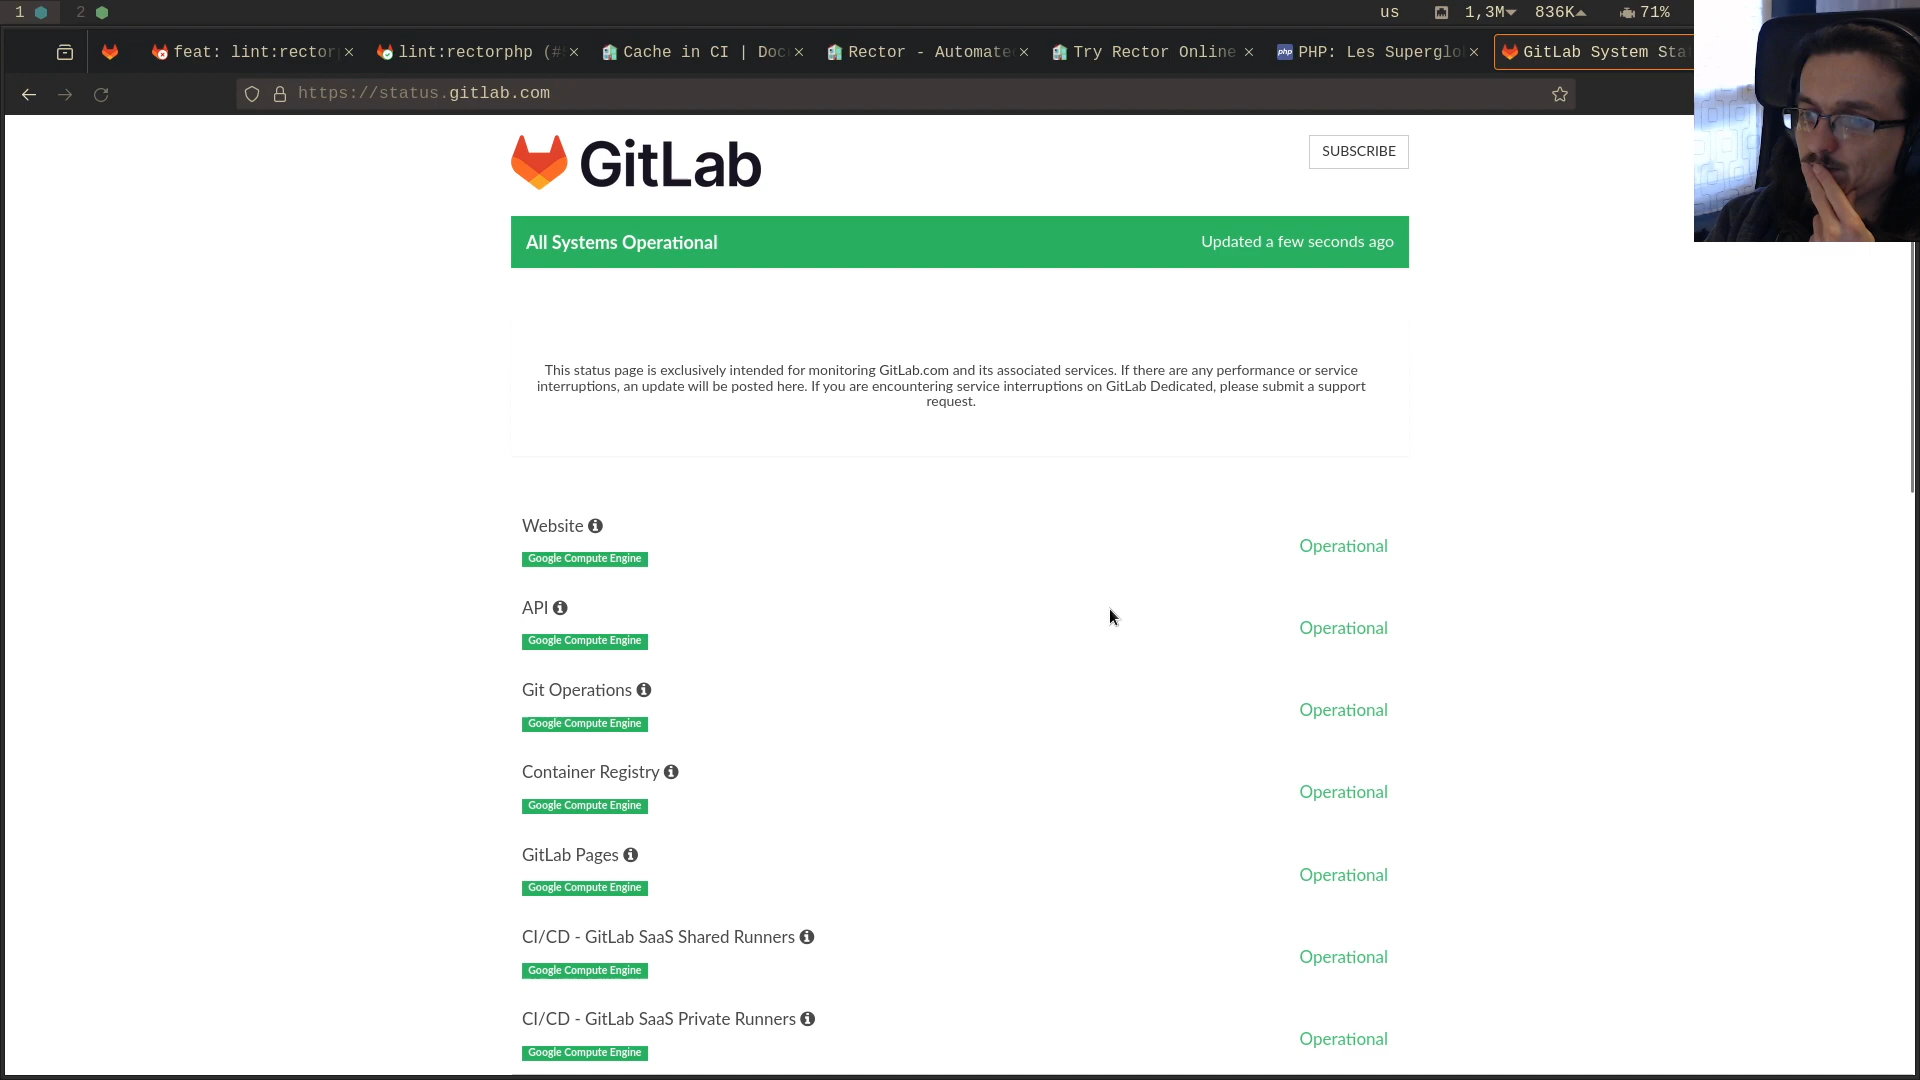 1 2 us 1,3M 836K 71%
feat: lint:rector lint:rectorphp (# Cache in CI | Doc Rector - Automate Try Rector Online php PHP: Les Superglo GitLab System Sta
https://status.gitlab.com
GitLab
SUBSCRIBE
All Systems Operational Updated a few seconds ago
This status page is exclusively intended for monitoring GitLab.com and its associated services. If there are any performance or service
interruptions, an update will be posted here. If you are encountering service interruptions on GitLab Dedicated, please submit a support
request.
Website
Google Compute Engine
Operational
API
Google Compute Engine
Operational
Git Operations
Google Compute Engine
Operational
Container Registry
Google Compute Engine
Operational
GitLab Pages
Google Compute Engine
Operational
CI/CD - GitLab SaaS Shared Runners
Google Compute Engine
Operational
CI/CD - GitLab SaaS Private Runners
Google Compute Engine
Operational